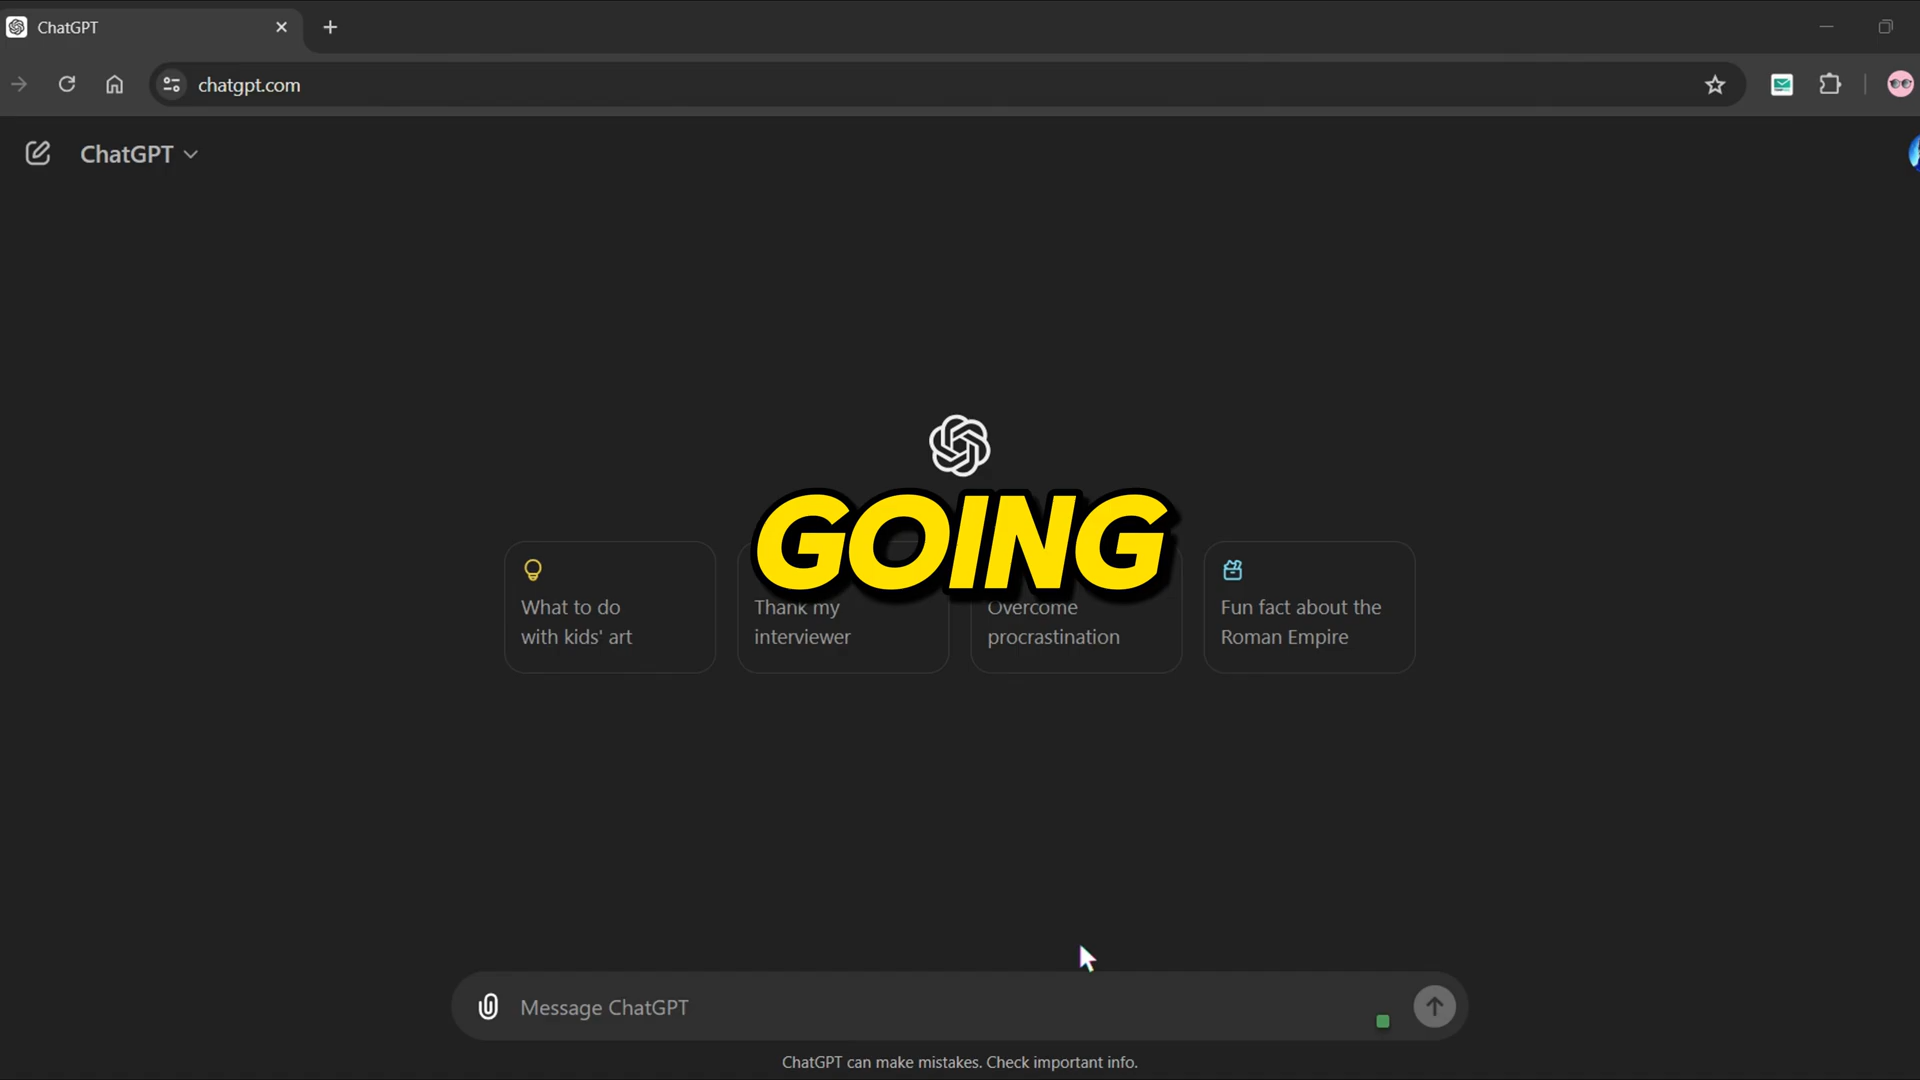 ChatGPT
chatgpt.com
ChatGPT
GOING
What to do
with kids' art
Thank my
interviewer
Overcome
procrastination
Fun fact about the
Roman Empire
Message ChatGPT
ChatGPT can make mistakes. Check important info.